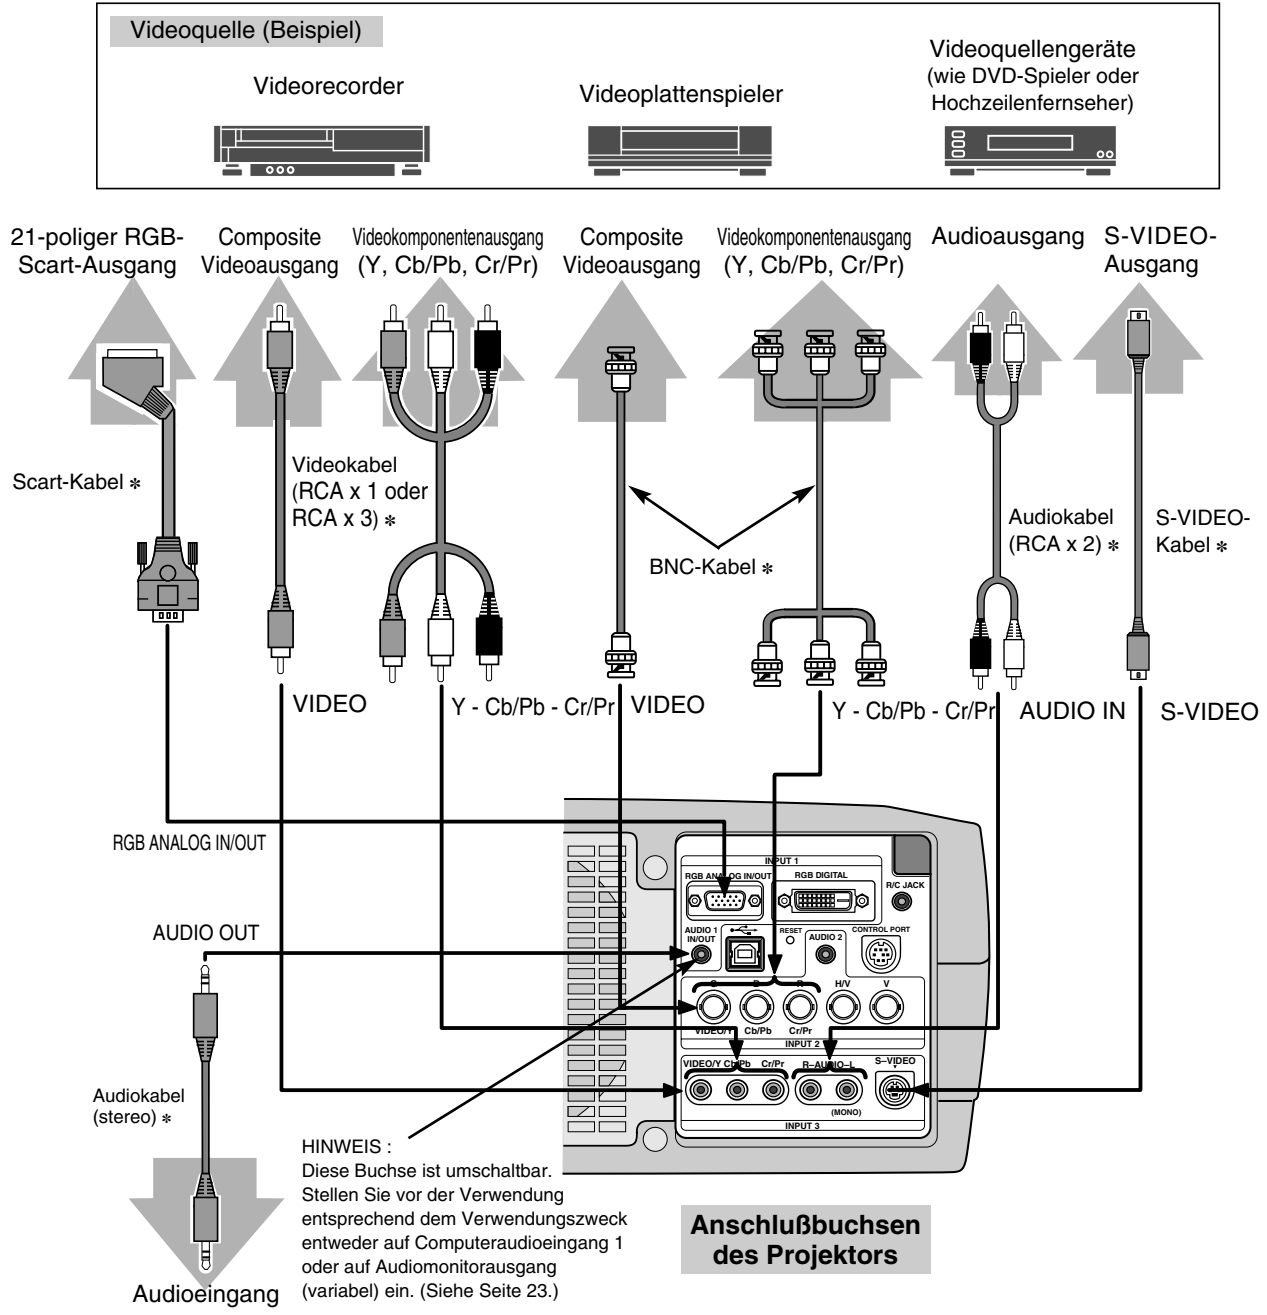 Videoquelle (Beispiel)
Videorecorder
Videoplattenspieler
Videoquellengeräte
(wie DVD-Spieler oder
Hochzeilenfernseher)
21-poliger RGB-
Scart-Ausgang
Composite
Videoausgang
Videokomponentenausgang
(Y, Cb/Pb, Cr/Pr)
Composite
Videoausgang
Videokomponentenausgang
(Y, Cb/Pb, Cr/Pr)
Audioausgang
S-VIDEO-
Ausgang
Scart-Kabel ∗
Videokabel
(RCA x 1 oder
RCA x 3) ∗
BNC-Kabel ∗
Audiokabel
(RCA x 2) ∗
S-VIDEO-
Kabel ∗
VIDEO
Y - Cb/Pb - Cr/Pr
VIDEO
Y - Cb/Pb - Cr/Pr
AUDIO IN
S-VIDEO
RGB ANALOG IN/OUT
INPUT 1
RGB ANALOG IN/OUT
RGB DIGITAL
R/C JACK
AUDIO OUT
AUDIO 1
IN/OUT
RESET
AUDIO 2
CONTROL PORT
G
B
R
H/V
V
VIDEO/Y
Cb/Pb
Cr/Pr
INPUT 2
VIDEO/Y
Cb/Pb
Cr/Pr
R–AUDIO–L
S–VIDEO
(MONO)
INPUT 3
Audiokabel
(stereo) ∗
HINWEIS :
Diese Buchse ist umschaltbar.
Stellen Sie vor der Verwendung
entsprechend dem Verwendungszweck
entweder auf Computeraudioeingang 1
oder auf Audiomonitorausgang
(variabel) ein. (Siehe Seite 23.)
Audioeingang
Anschlußbuchsen
des Projektors